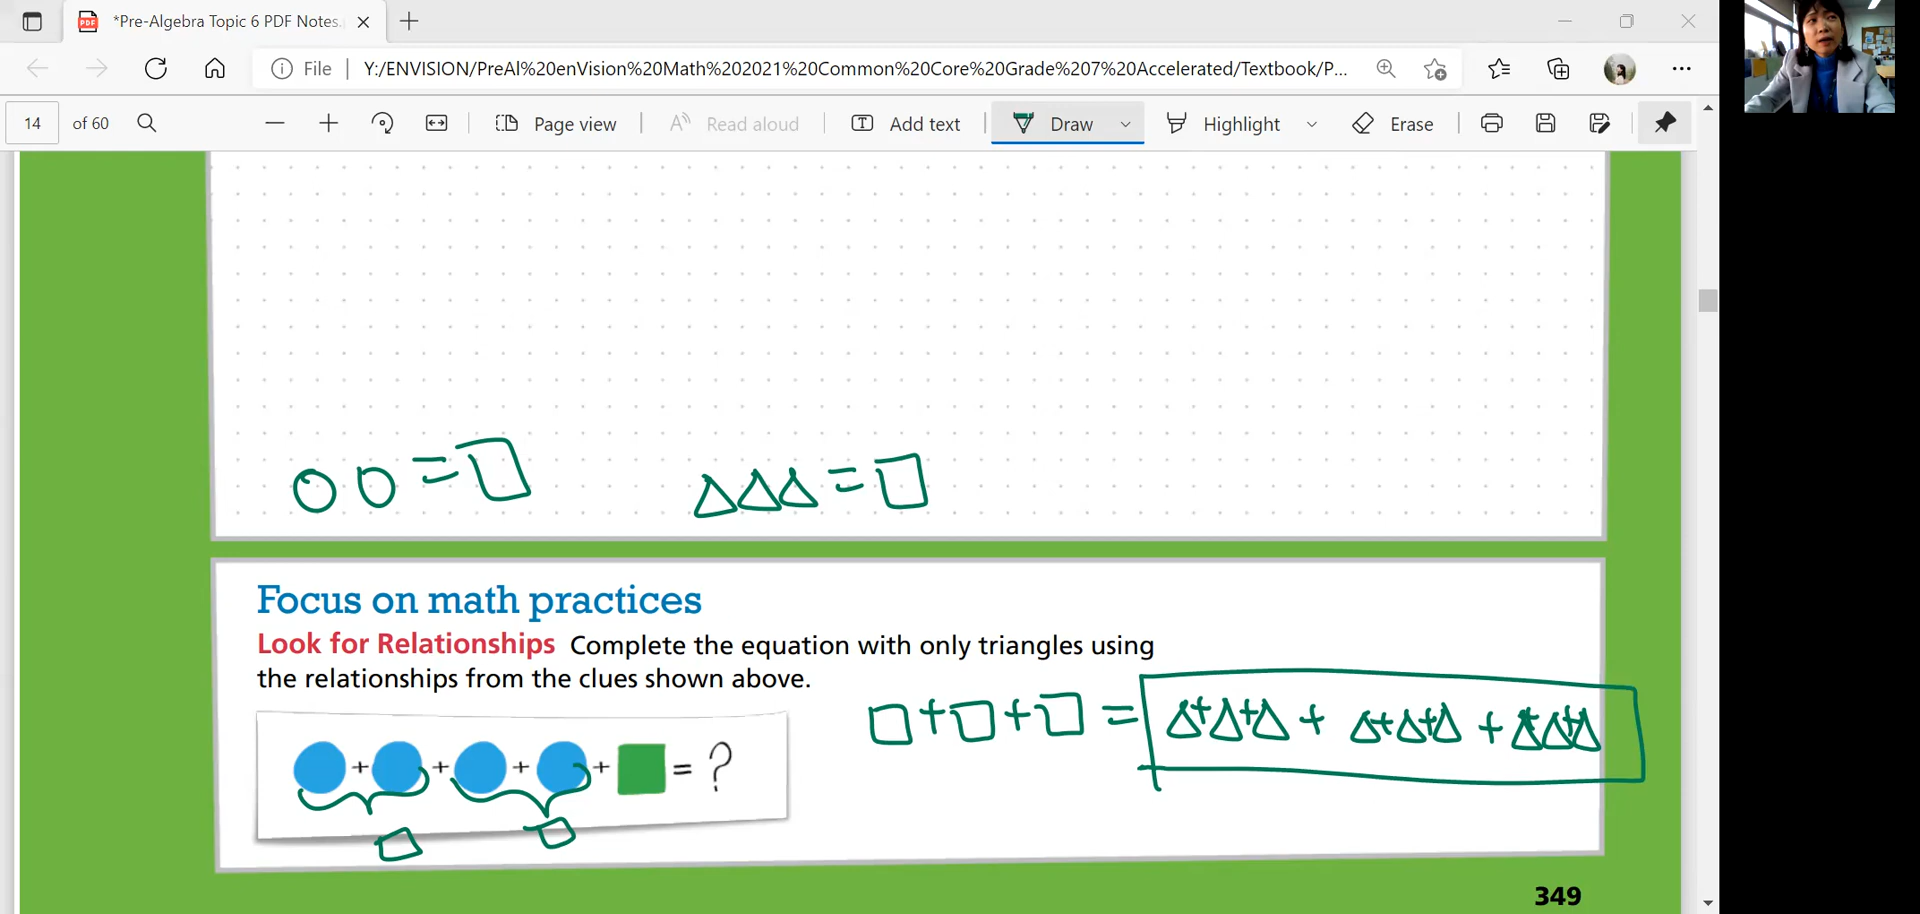 *Pre-Algebra Topic 6 PDF Notes.
File | Y:/ENVISION/PreAl%20enVision%20Math%202021%20Common%20Core%20Grade%207%20Accelerated/Textbook/P...
14 of 60 Page view Read aloud Add text Draw Highlight Erase
○ ○ = □ △△△ = □
Focus on math practices
Look for Relationships Complete the equation with only triangles using
the relationships from the clues shown above.
□ + □ + □ = △+△+△ + △+△+△ + △+△+△
+ + + + = ?
349